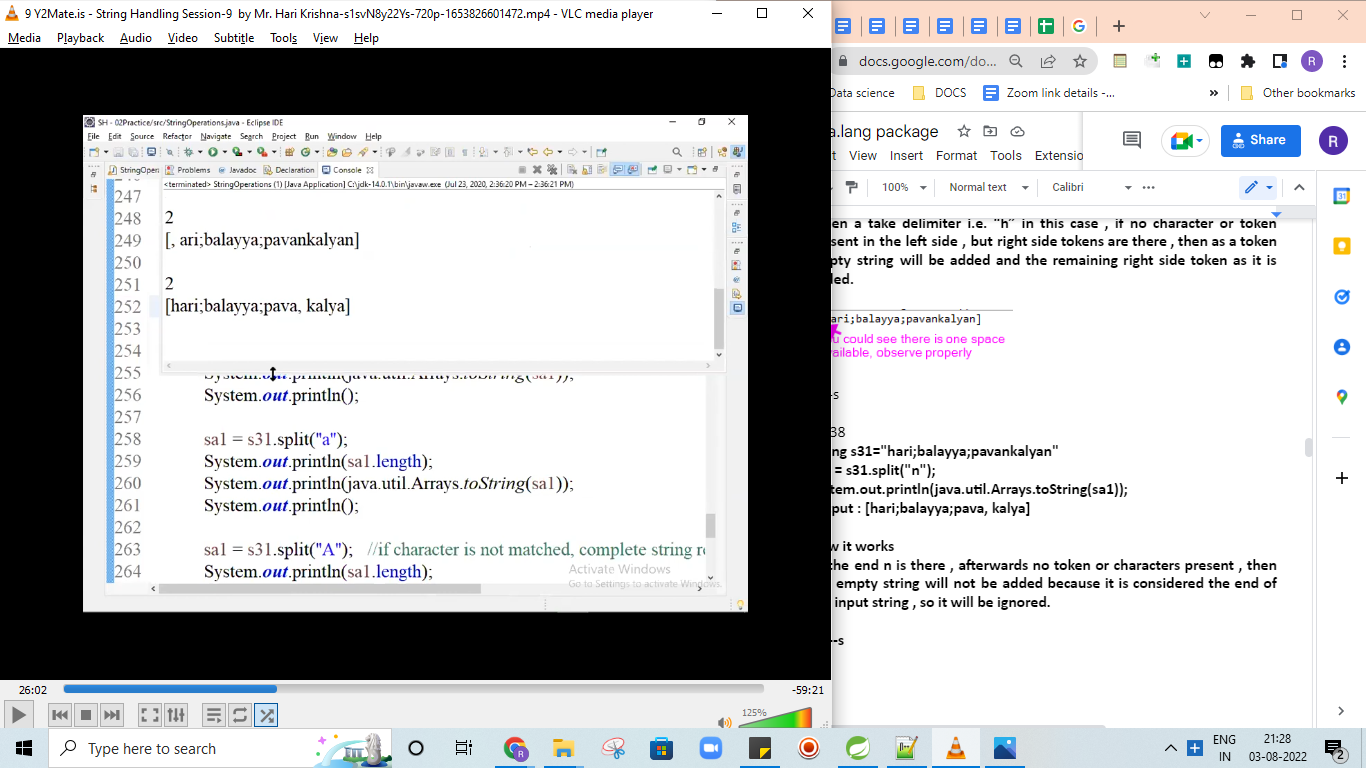 9 Y2Mate.is - String Handling Session-9 by Mr. Hari Krishna-s1svN8y22Ys-720p-1653826601472.mp4 - VLC media player
Media Playback Audio Video Subtitle Tools View Help
SH - 02Practice/src/StringOperations.java - Eclipse IDE
File Edit Source Refactor Navigate Search Project Run Window Help
StringOper Problems Javadoc Declaration Console
<terminated> StringOperations (1) [Java Application] C:\jdk-14.0.1\bin\javaw.exe (Jul 23, 2020, 2:36:20 PM – 2:36:21 PM)
247
248 2
249 [, ari;balayya;pavankalyan]
250
251 2
252 [hari;balayya;pava, kalya]
253
254
255 System.out.println(java.util.Arrays.toString(sa1));
256 System.out.println();
257
258 sa1 = s31.split("a");
259 System.out.println(sa1.length);
260 System.out.println(java.util.Arrays.toString(sa1));
261 System.out.println();
262
263 sa1 = s31.split("A"); //if character is not matched, complete string re
264 System.out.println(sa1.length);
Activate Windows
Go to Settings to activate Windows.
26:02 -59:21
125%
docs.google.com/do...
R
Data science DOCS Zoom link details -... » Other bookmarks
a.lang package
Share
R
View Insert Format Tools Extensio
100% Normal text Calibri
en a take delimiter i.e. "h" in this case , if no character or token
sent in the left side , but right side tokens are there , then as a token
pty string will be added and the remaining right side token as it is
led.
ari;balayya;pavankalyan]
u could see there is one space
vailable, observe properly
-s
38
ng s31="hari;balayya;pavankalyan"
= s31.split("n");
tem.out.println(java.util.Arrays.toString(sa1));
put : [hari;balayya;pava, kalya]
w it works
the end n is there , afterwards no token or characters present , then
empty string will not be added because it is considered the end of
input string , so it will be ignored.
--s
31
Type here to search
ENG
IN
21:28
03-08-2022
2